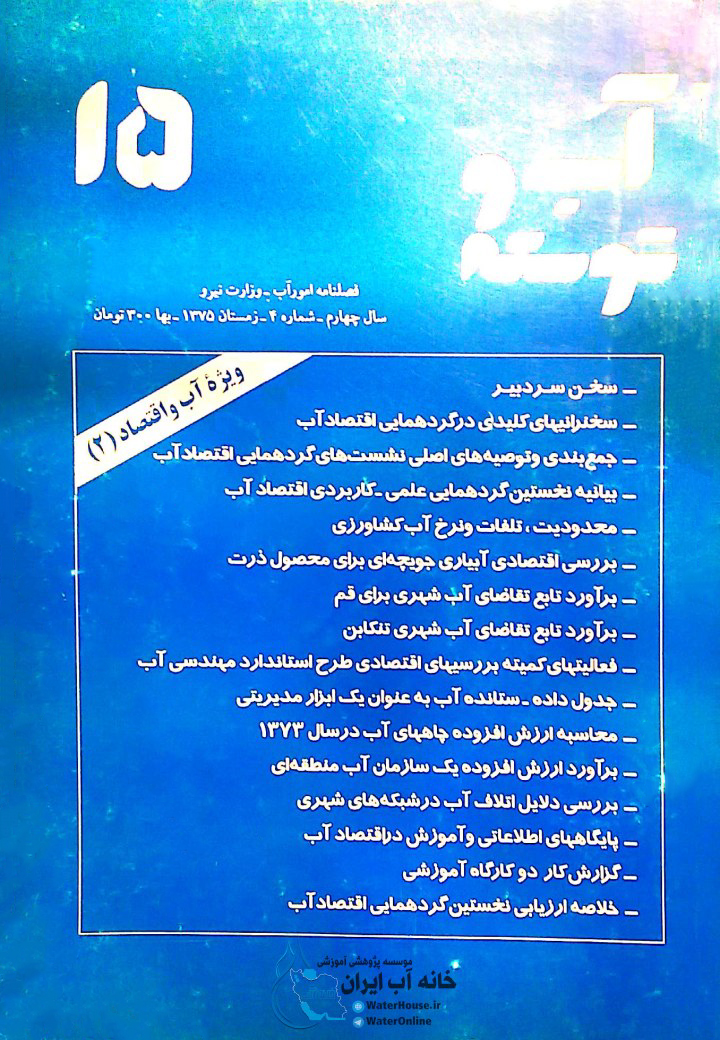 آب و
توسعه
۱۵
فصلنامه امور آب ـ وزارت نیرو
سال چهارم ـ شماره ۴ ـ زمستان ۱۳۷۵ ـ بها ۳۰۰ تومان
ویژهٔ آب و اقتصاد (۲)
ـ سخن سردبیر
ـ سخنرانیهای کلیدی در گردهمایی اقتصاد آب
ـ جمع‌بندی و توصیه‌های اصلی نشست‌های گردهمایی اقتصاد آب
ـ بیانیه نخستین گردهمایی علمی ـ کاربردی اقتصاد آب
ـ محدودیت، تلفات و نرخ آب کشاورزی
ـ بررسی اقتصادی آبیاری جویچه‌ای برای محصول ذرت
ـ برآورد تابع تقاضای آب شهری برای قم
ـ برآورد تابع تقاضای آب شهری تنکابن
ـ فعالیتهای کمیته بررسیهای اقتصادی طرح استاندارد مهندسی آب
ـ جدول داده ـ ستانده آب به عنوان یک ابزار مدیریتی
ـ محاسبه ارزش افزوده چاههای آب در سال ۱۳۷۳
ـ برآورد ارزش افزوده یک سازمان آب منطقه‌ای
ـ بررسی دلایل اتلاف آب در شبکه‌های شهری
ـ پایگاههای اطلاعاتی و آموزش در اقتصاد آب
ـ گزارش کار دو کارگاه آموزشی
ـ خلاصه ارزیابی نخستین گردهمایی اقتصاد آب
موسسه پژوهشی آموزشی
خانه آب ایران
WaterHouse.ir
WaterOnline